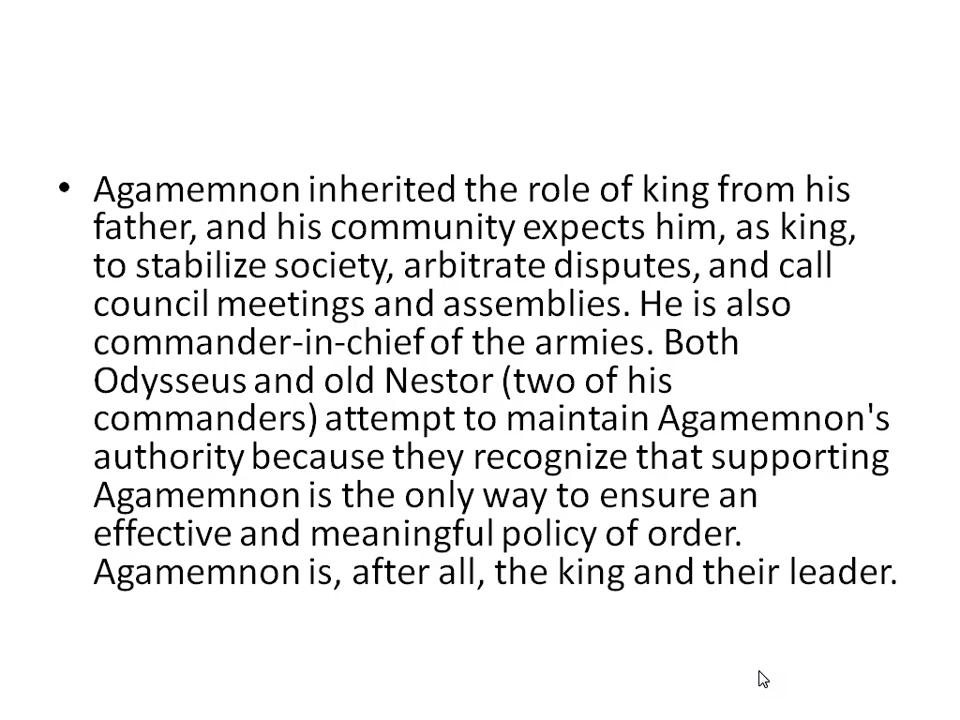 • Agamemnon inherited the role of king from his
father, and his community expects him, as king,
to stabilize society, arbitrate disputes, and call
council meetings and assemblies. He is also
commander-in-chief of the armies. Both
Odysseus and old Nestor (two of his
commanders) attempt to maintain Agamemnon's
authority because they recognize that supporting
Agamemnon is the only way to ensure an
effective and meaningful policy of order.
Agamemnon is, after all, the king and their leader.